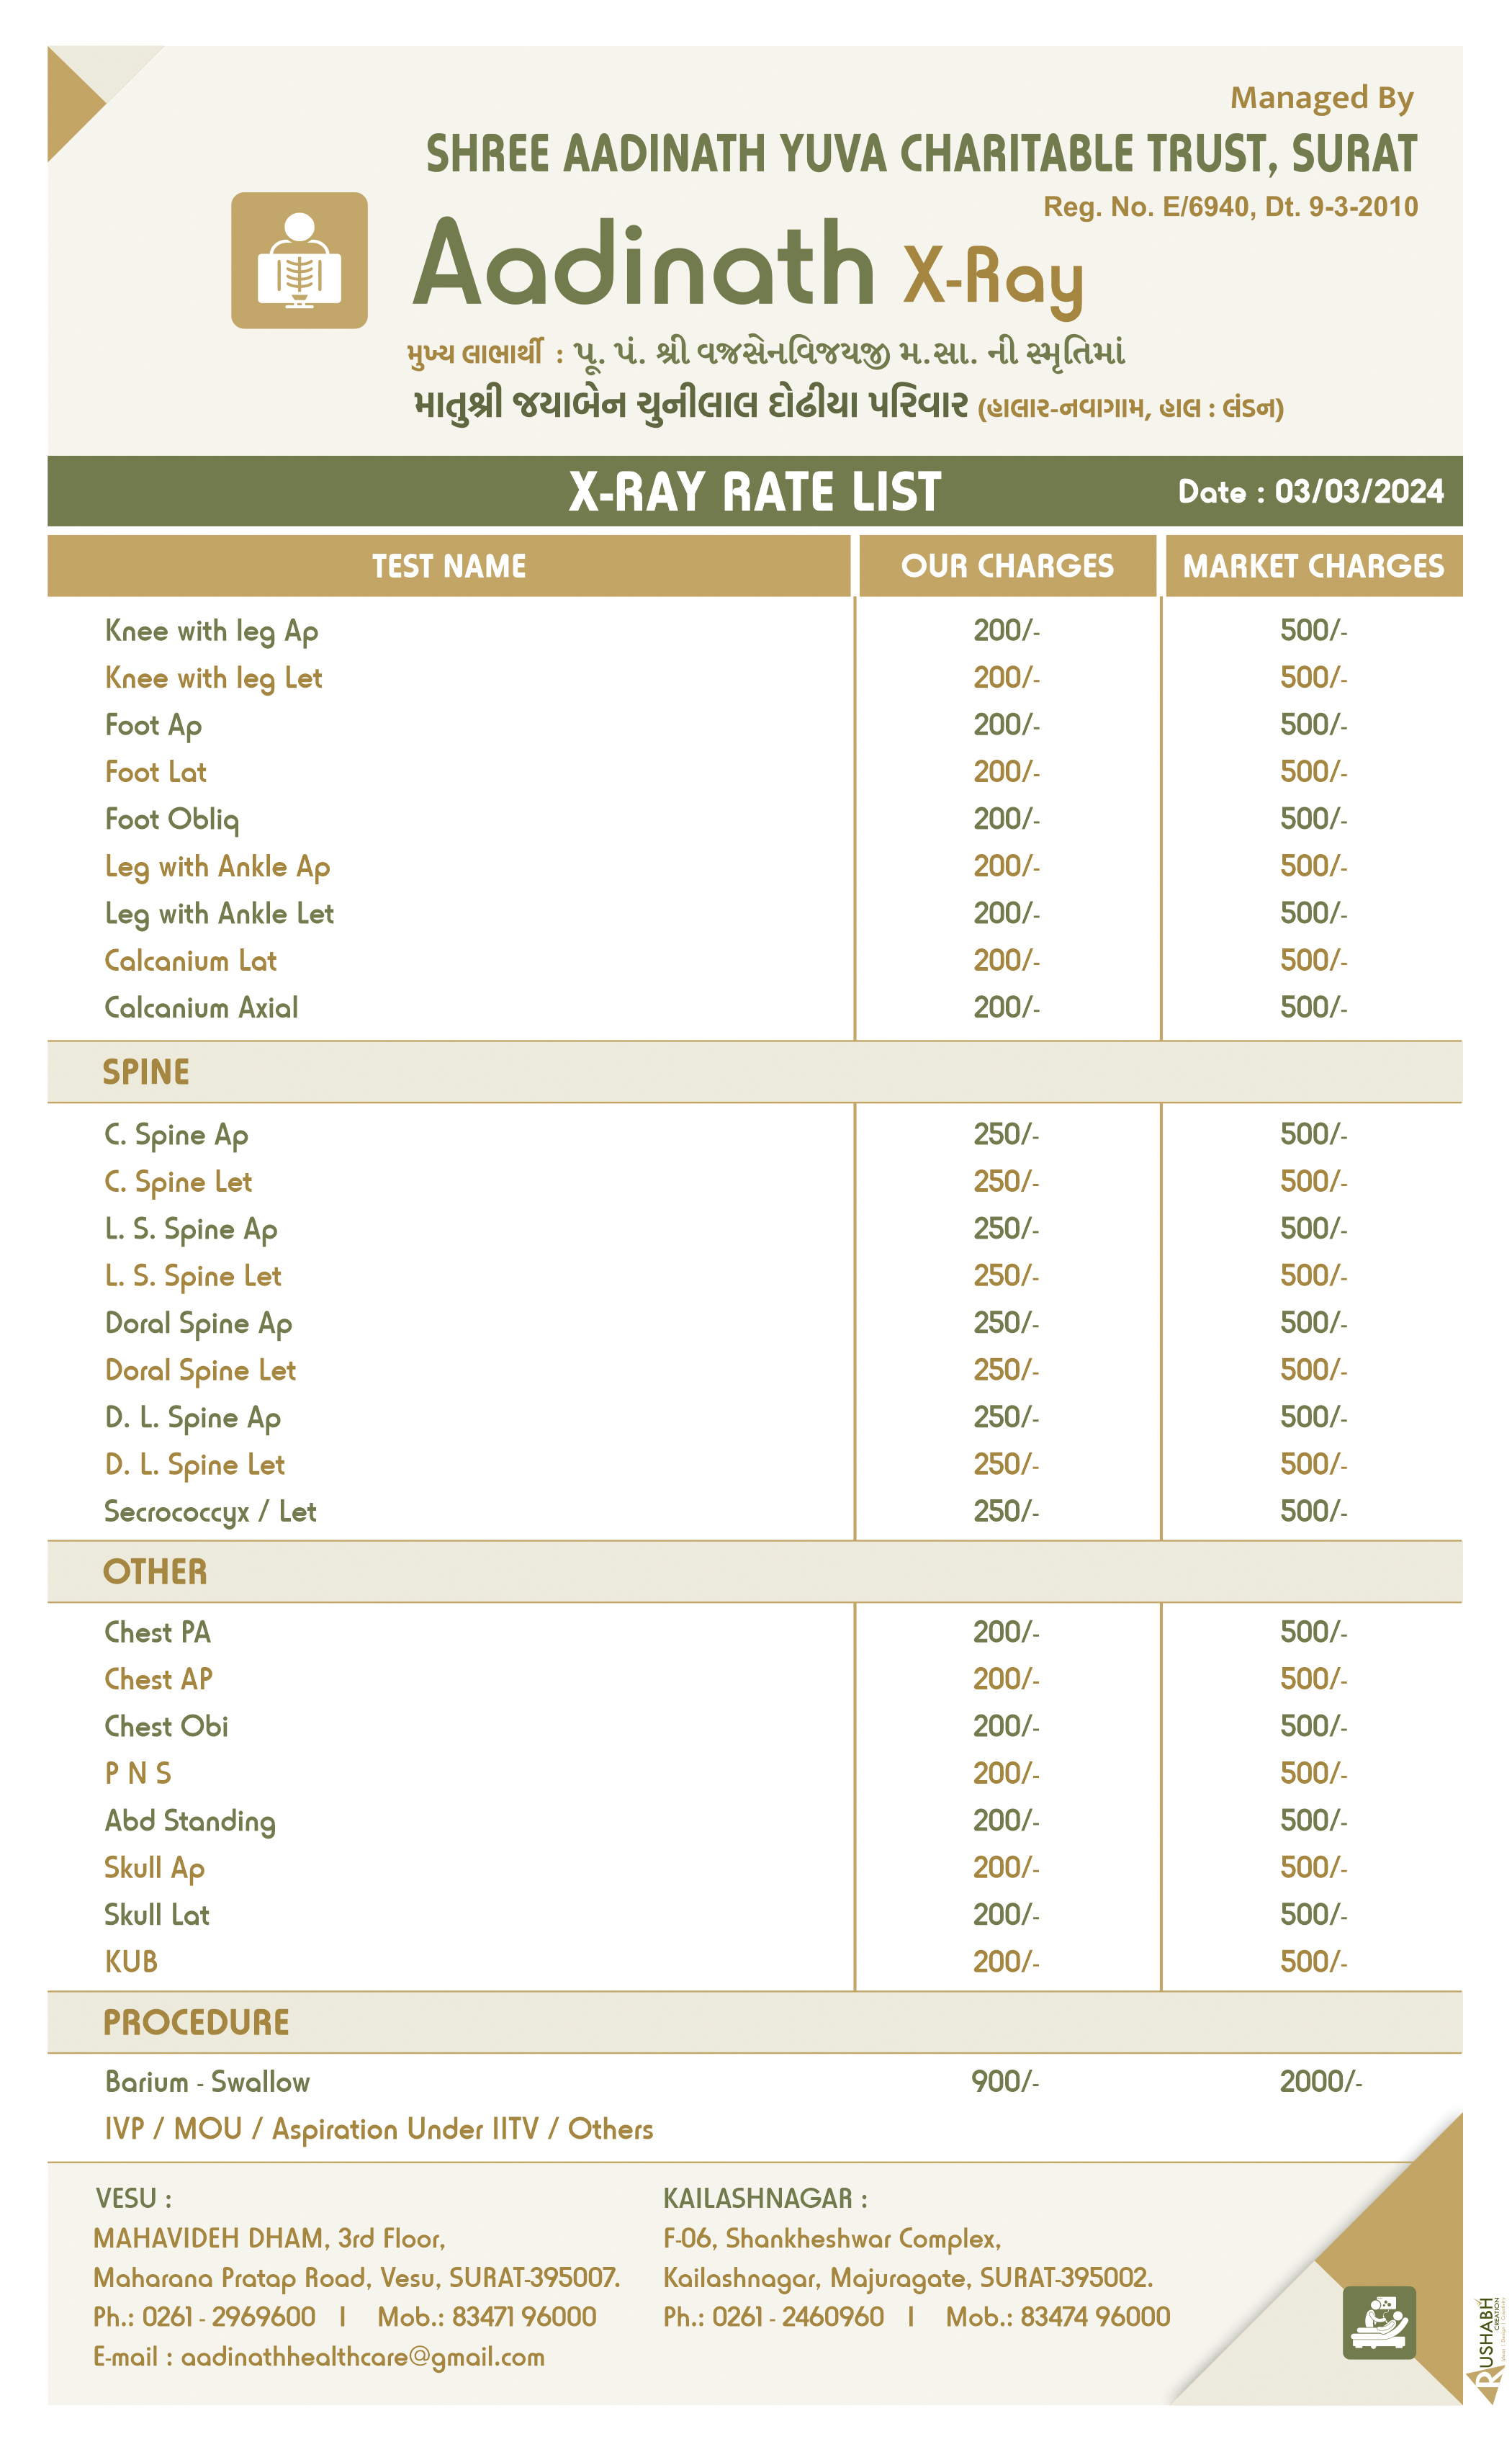 Managed By
SHREE AADINATH YUVA CHARITABLE TRUST, SURAT
Reg. No. E/6940, Dt. 9-3-2010
Aadinath X-Ray
મુખ્ય લાભાર્થી : પૂ. પં. શ્રી વજ્રસેનવિજયજી મ.સા. ની સ્મૃતિમાં
માતુશ્રી જયાબેન ચુનીલાલ દોઢીયા પરિવાર (હાલાર-નવાગામ, હાલ : લંડન)
X-RAY RATE LIST Date : 03/03/2024
TEST NAME OUR CHARGES MARKET CHARGES
Knee with leg Ap 200/- 500/-
Knee with leg Let 200/- 500/-
Foot Ap 200/- 500/-
Foot Lat 200/- 500/-
Foot Obliq 200/- 500/-
Leg with Ankle Ap 200/- 500/-
Leg with Ankle Let 200/- 500/-
Calcanium Lat 200/- 500/-
Calcanium Axial 200/- 500/-
SPINE
C. Spine Ap 250/- 500/-
C. Spine Let 250/- 500/-
L. S. Spine Ap 250/- 500/-
L. S. Spine Let 250/- 500/-
Doral Spine Ap 250/- 500/-
Doral Spine Let 250/- 500/-
D. L. Spine Ap 250/- 500/-
D. L. Spine Let 250/- 500/-
Secrococcyx / Let 250/- 500/-
OTHER
Chest PA 200/- 500/-
Chest AP 200/- 500/-
Chest Obi 200/- 500/-
P N S 200/- 500/-
Abd Standing 200/- 500/-
Skull Ap 200/- 500/-
Skull Lat 200/- 500/-
KUB 200/- 500/-
PROCEDURE
Barium - Swallow 900/- 2000/-
IVP / MOU / Aspiration Under IITV / Others
VESU :
MAHAVIDEH DHAM, 3rd Floor,
Maharana Pratap Road, Vesu, SURAT-395007.
Ph.: 0261 - 2969600 | Mob.: 83471 96000
E-mail : aadinathhealthcare@gmail.com
KAILASHNAGAR :
F-06, Shankheshwar Complex,
Kailashnagar, Majuragate, SURAT-395002.
Ph.: 0261 - 2460960 | Mob.: 83474 96000
RUSHABH
CREATION